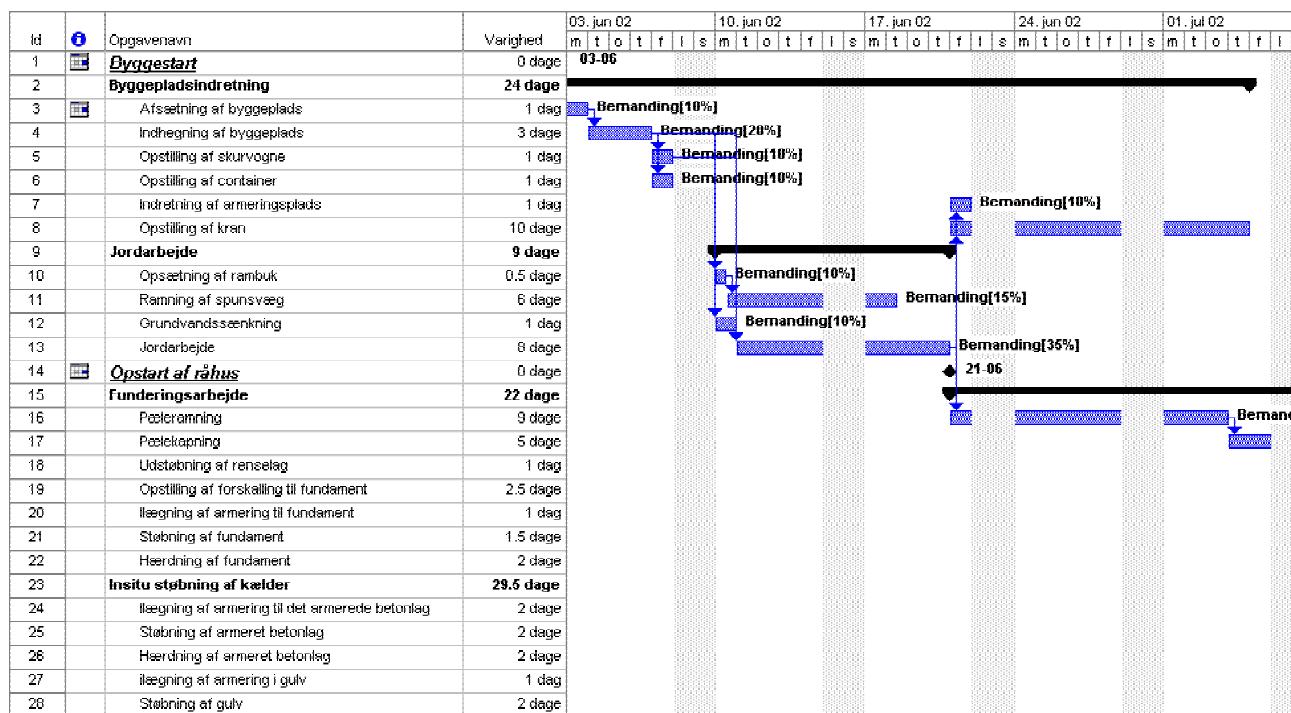 03. jun 02 10. jun 02 17. jun 02 24. jun 02 01. jul 02
Id Opgavenavn Varighed m t o t f l s m t o t f l s m t o t f l s m t o t f l s m t o t f l
1 Byggestart 0 dage 03-06
2 Byggepladsindretning 24 dage
3 Afsætning af byggeplads 1 dag Bemanding[10%]
4 Indhegning af byggeplads 3 dage Bemanding[20%]
5 Opstilling af skurvogne 1 dag Bemanding[10%]
6 Opstilling af container 1 dag Bemanding[10%]
7 Indretning af armeringsplads 1 dag Bemanding[10%]
8 Opstilling af kran 10 dage
9 Jordarbejde 9 dage
10 Opsætning af rambuk 0.5 dage Bemanding[10%]
11 Ramning af spunsvæg 6 dage Bemanding[15%]
12 Grundvandssænkning 1 dag Bemanding[10%]
13 Jordarbejde 8 dage Bemanding[35%]
14 Opstart af råhus 0 dage 21-06
15 Funderingsarbejde 22 dage
16 Pæleramning 9 dage Bemand
17 Pælekapning 5 dage
18 Udstøbning af renselag 1 dag
19 Opstilling af forskalling til fundament 2.5 dage
20 Ilægning af armering til fundament 1 dag
21 Støbning af fundament 1.5 dage
22 Hærdning af fundament 2 dage
23 Insitu støbning af kælder 29.5 dage
24 Ilægning af armering til det armerede betonlag 2 dage
25 Støbning af armeret betonlag 2 dage
26 Hærdning af armeret betonlag 2 dage
27 ilægning af armering i gulv 1 dag
28 Støbning af gulv 2 dage